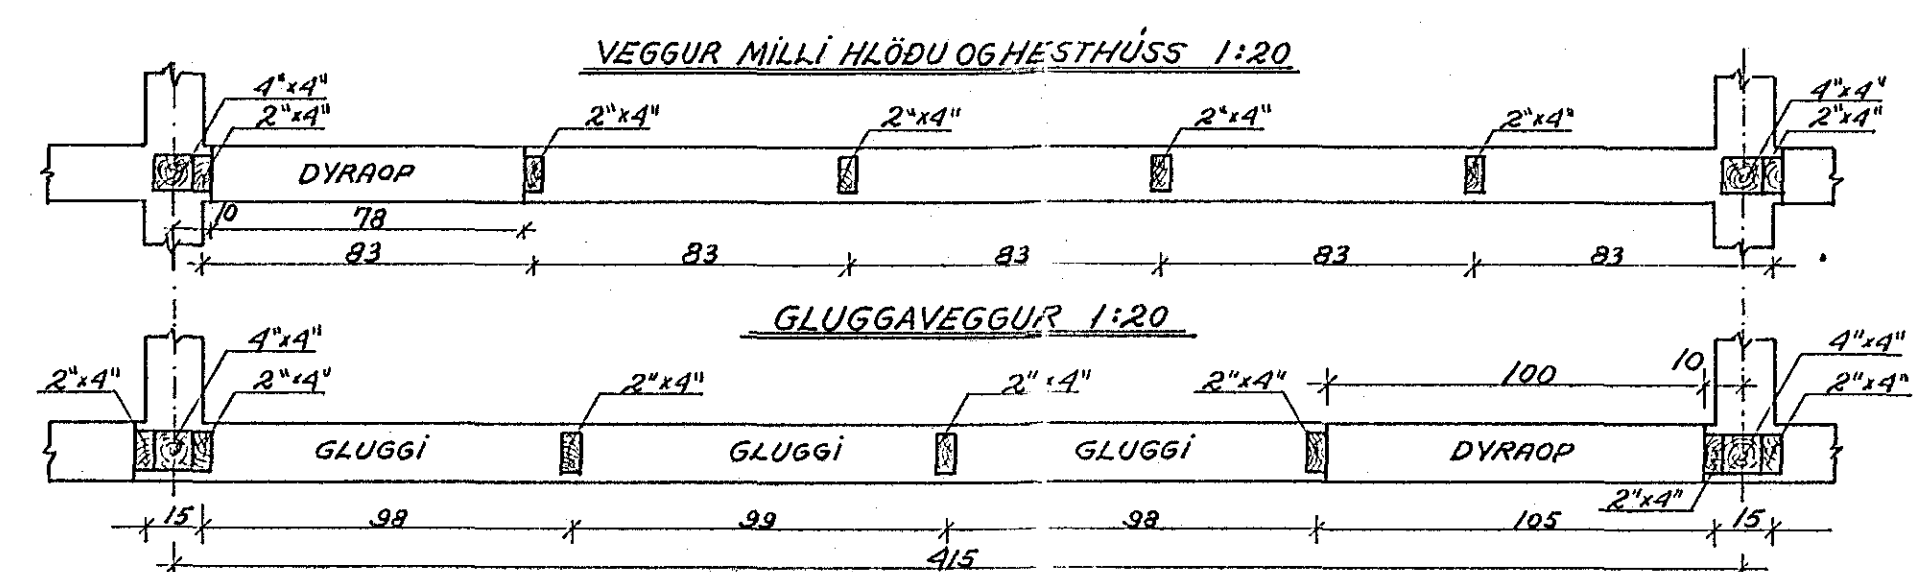 VEGGUR MILLI HLÖÐU OG HESTHÚSS 1:20
4"x4" 4"x4"
2"x4" 2"x4" 2"x4" 2"x4" 2"x4" 2"x4"
DYRAOP
10 78
83 83 83 83 83
GLUGGAVEGGUR 1:20
4"x4" 10 4"x4"
2"x4" 2"x4" 2"x4" 2"x4" 2"x4" 100 2"x4"
GLUGGI GLUGGI GLUGGI DYRAOP
2"x4"
15 98 99 98 105 15
415